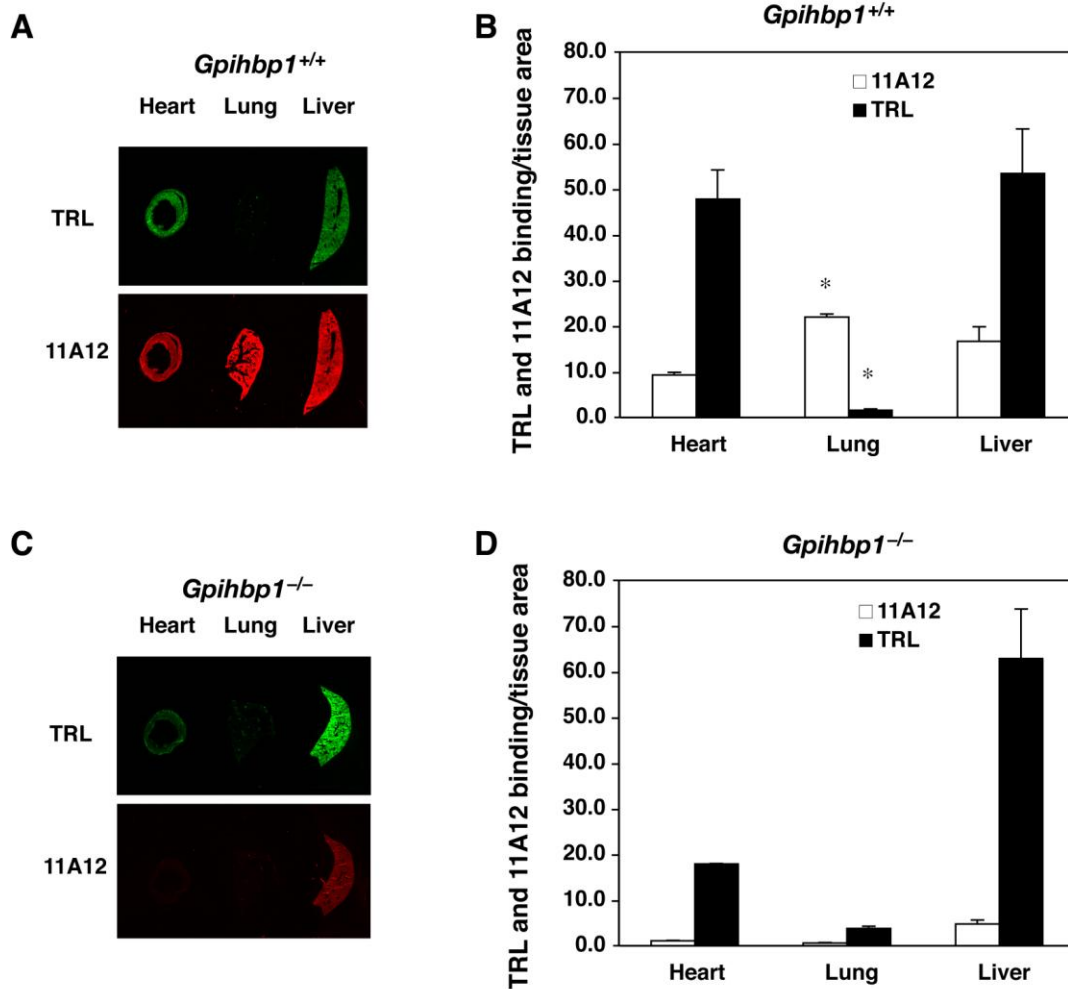 A
Gpihbp1+/+
Heart Lung Liver
TRL
11A12
B
Gpihbp1+/+
TRL and 11A12 binding/tissue area
80.0
70.0
60.0
50.0
40.0
30.0
20.0
10.0
0.0
11A12
TRL
*
*
Heart Lung Liver
C
Gpihbp1–/–
Heart Lung Liver
TRL
11A12
D
Gpihbp1–/–
TRL and 11A12 binding/tissue area
80.0
70.0
60.0
50.0
40.0
30.0
20.0
10.0
0.0
11A12
TRL
Heart Lung Liver